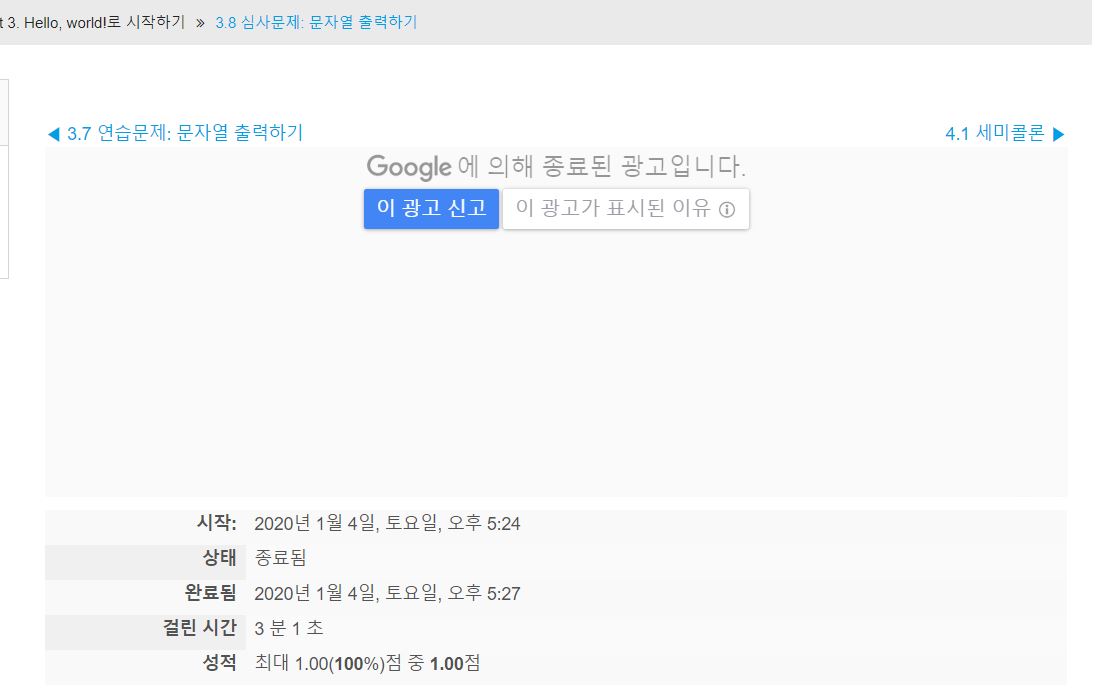 t 3. Hello, world!로 시작하기 » 3.8 심사문제: 문자열 출력하기
◀ 3.7 연습문제: 문자열 출력하기
4.1 세미콜론 ▶
Google에 의해 종료된 광고입니다.
이 광고 신고
이 광고가 표시된 이유
시작: 2020년 1월 4일, 토요일, 오후 5:24
상태 종료됨
완료됨 2020년 1월 4일, 토요일, 오후 5:27
걸린 시간 3 분 1 초
성적 최대 1.00(100%)점 중 1.00점